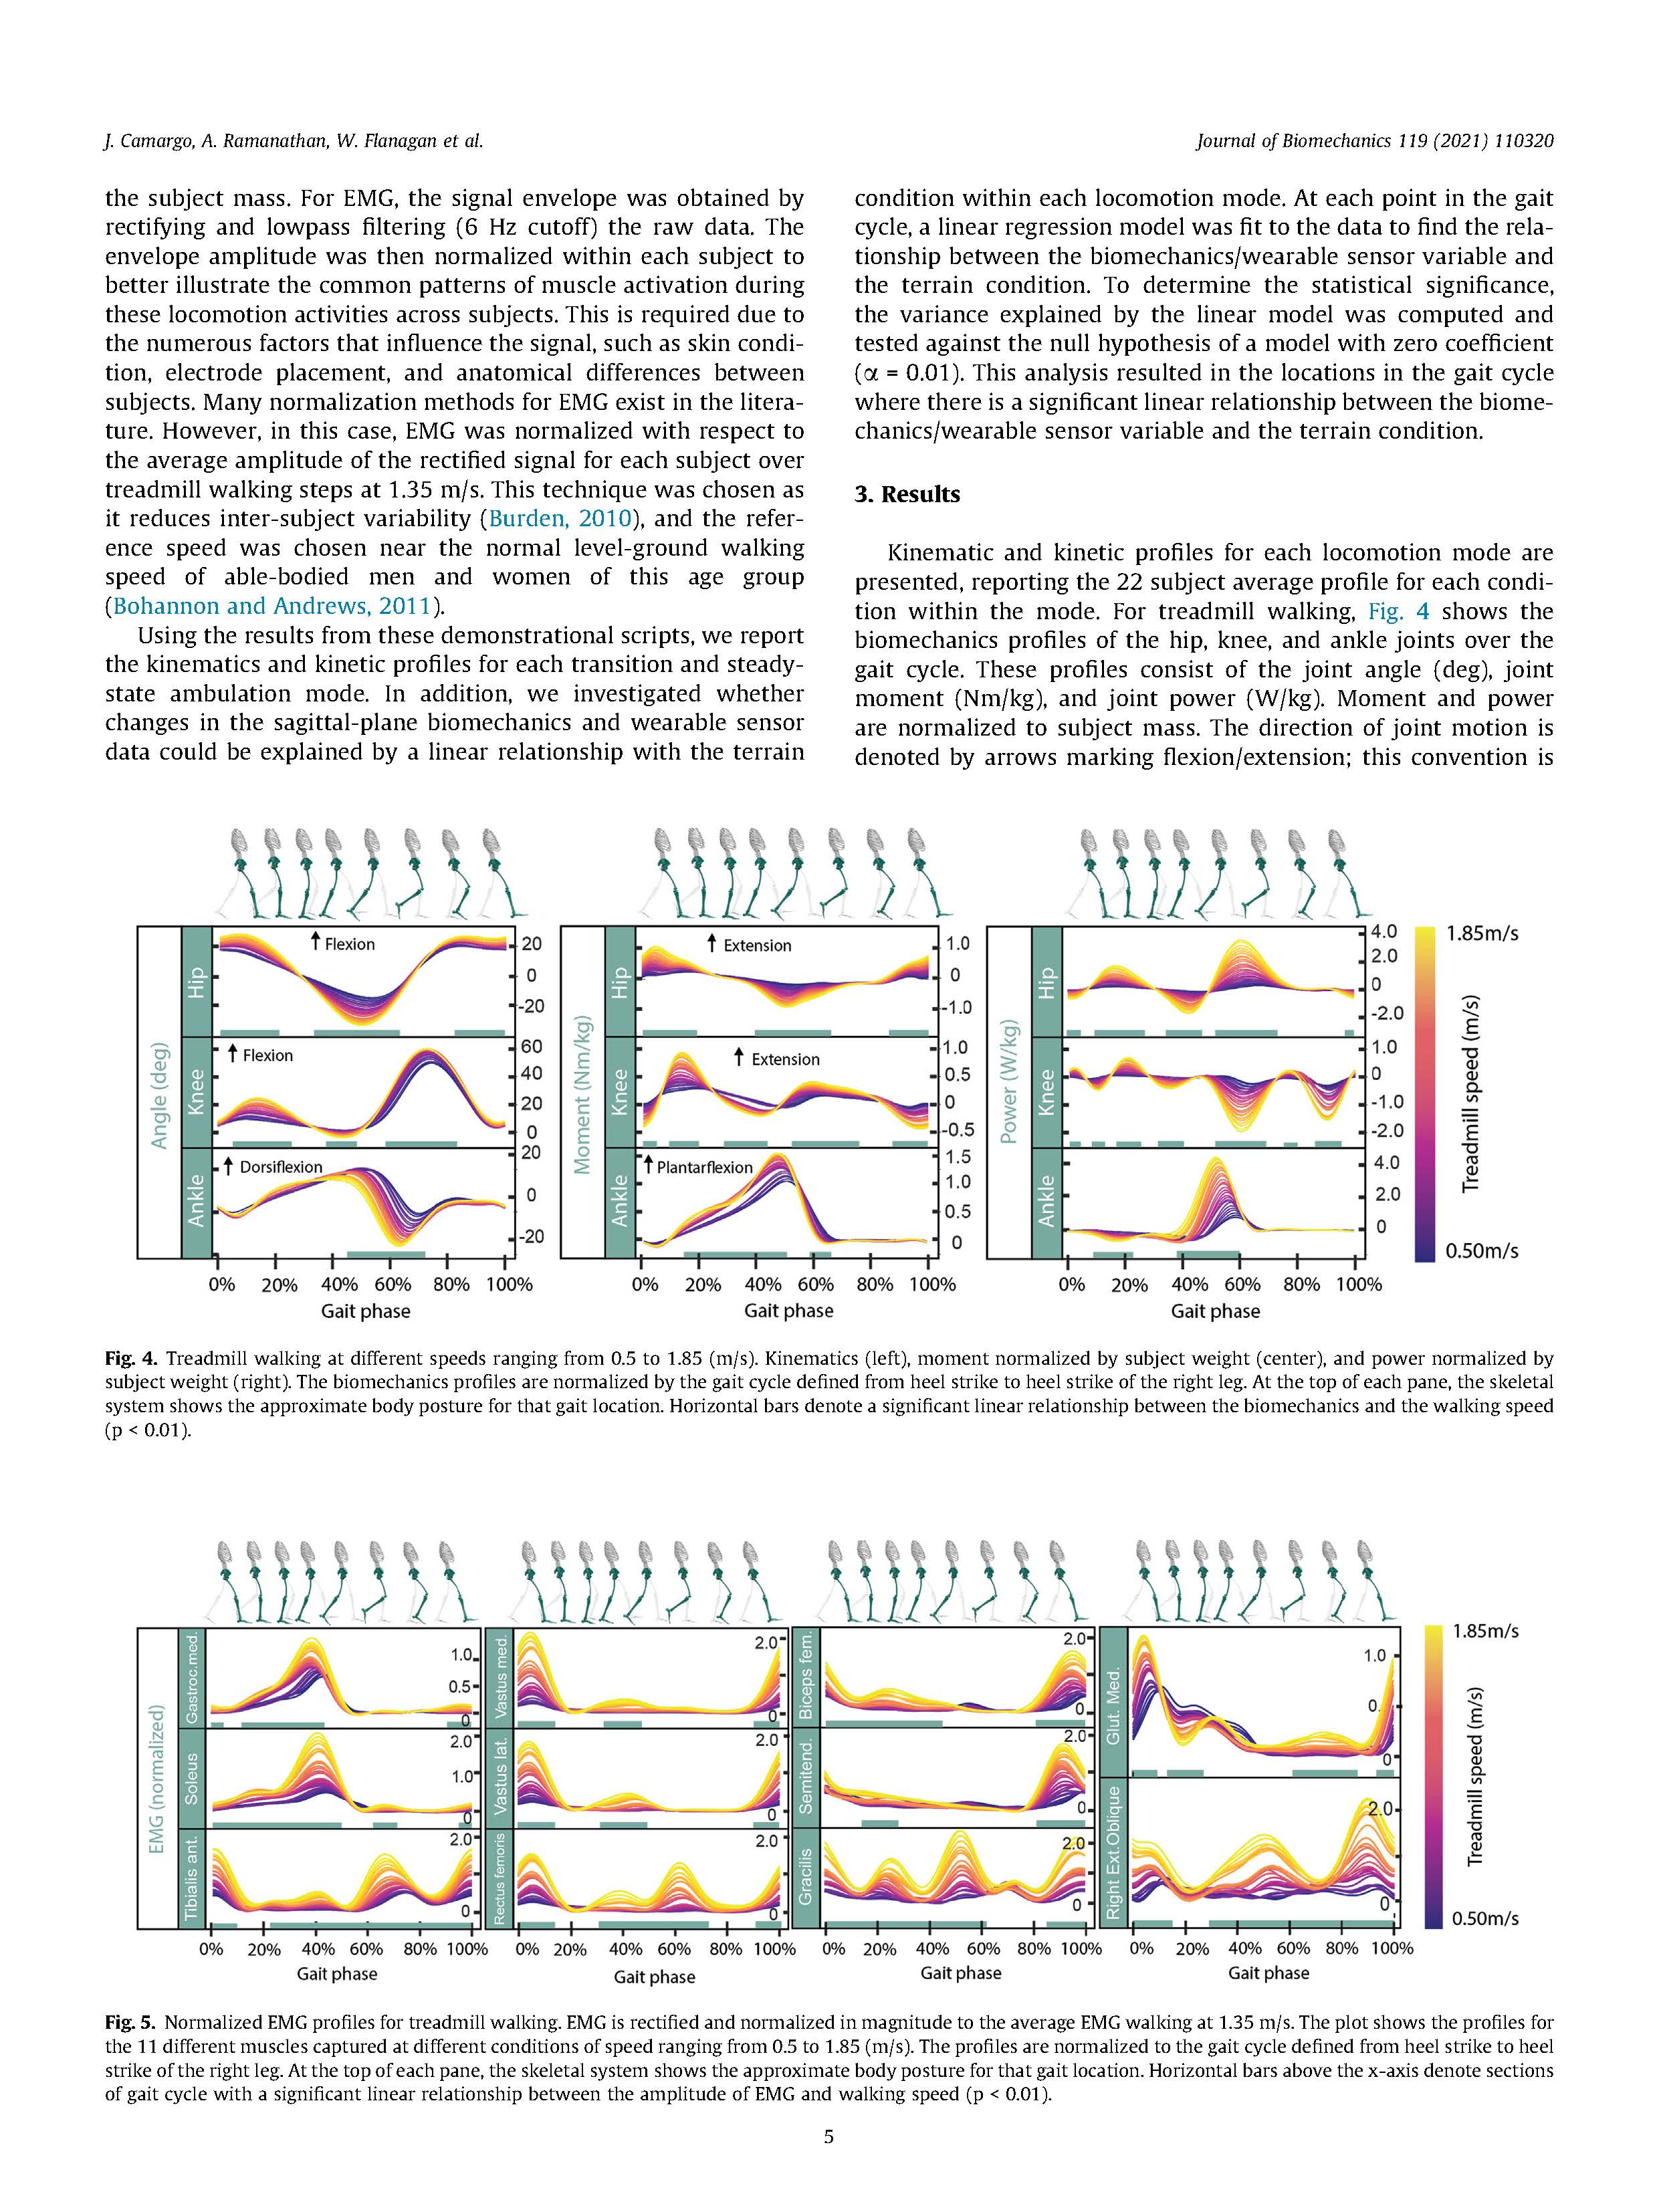 J. Camargo, A. Ramanathan, W. Flanagan et al.
Journal of Biomechanics 119 (2021) 110320
the subject mass. For EMG, the signal envelope was obtained by
rectifying and lowpass filtering (6 Hz cutoff) the raw data. The
envelope amplitude was then normalized within each subject to
better illustrate the common patterns of muscle activation during
these locomotion activities across subjects. This is required due to
the numerous factors that influence the signal, such as skin condi-
tion, electrode placement, and anatomical differences between
subjects. Many normalization methods for EMG exist in the litera-
ture. However, in this case, EMG was normalized with respect to
the average amplitude of the rectified signal for each subject over
treadmill walking steps at 1.35 m/s. This technique was chosen as
it reduces inter-subject variability (Burden, 2010), and the refer-
ence speed was chosen near the normal level-ground walking
speed of able-bodied men and women of this age group
(Bohannon and Andrews, 2011).
Using the results from these demonstrational scripts, we report
the kinematics and kinetic profiles for each transition and steady-
state ambulation mode. In addition, we investigated whether
changes in the sagittal-plane biomechanics and wearable sensor
data could be explained by a linear relationship with the terrain
condition within each locomotion mode. At each point in the gait
cycle, a linear regression model was fit to the data to find the rela-
tionship between the biomechanics/wearable sensor variable and
the terrain condition. To determine the statistical significance,
the variance explained by the linear model was computed and
tested against the null hypothesis of a model with zero coefficient
(α = 0.01). This analysis resulted in the locations in the gait cycle
where there is a significant linear relationship between the biome-
chanics/wearable sensor variable and the terrain condition.
3. Results
Kinematic and kinetic profiles for each locomotion mode are
presented, reporting the 22 subject average profile for each condi-
tion within the mode. For treadmill walking, Fig. 4 shows the
biomechanics profiles of the hip, knee, and ankle joints over the
gait cycle. These profiles consist of the joint angle (deg), joint
moment (Nm/kg), and joint power (W/kg). Moment and power
are normalized to subject mass. The direction of joint motion is
denoted by arrows marking flexion/extension; this convention is
Angle (deg)
Hip
↑ Flexion
20
0
-20
Knee
↑ Flexion
60
40
20
0
Ankle
↑ Dorsiflexion
20
0
-20
0% 20% 40% 60% 80% 100%
Gait phase
Moment (Nm/kg)
Hip
↑ Extension
1.0
0
-1.0
Knee
↑ Extension
1.0
0.5
0
-0.5
Ankle
↑ Plantarflexion
1.5
1.0
0.5
0
0% 20% 40% 60% 80% 100%
Gait phase
Power (W/kg)
Hip
4.0
2.0
0
-2.0
Knee
1.0
0
-1.0
-2.0
Ankle
4.0
2.0
0
0% 20% 40% 60% 80% 100%
Gait phase
1.85m/s
Treadmill speed (m/s)
0.50m/s
Fig. 4. Treadmill walking at different speeds ranging from 0.5 to 1.85 (m/s). Kinematics (left), moment normalized by subject weight (center), and power normalized by
subject weight (right). The biomechanics profiles are normalized by the gait cycle defined from heel strike to heel strike of the right leg. At the top of each pane, the skeletal
system shows the approximate body posture for that gait location. Horizontal bars denote a significant linear relationship between the biomechanics and the walking speed
(p < 0.01).
EMG (normalized)
Gastroc.med.
1.0
0.5
0
Soleus
2.0
1.0
0
Tibialis ant.
2.0
0
0% 20% 40% 60% 80% 100%
Gait phase
Vastus med.
2.0
0
Vastus lat.
2.0
0
Rectus femoris
2.0
0
0% 20% 40% 60% 80% 100%
Gait phase
Biceps fem.
2.0
0
Semitend.
2.0
0
Gracilis
2.0
0
0% 20% 40% 60% 80% 100%
Gait phase
Glut. Med.
1.0
0.
0
Right Ext.Oblique
2.0
0
0% 20% 40% 60% 80% 100%
Gait phase
1.85m/s
Treadmill speed (m/s)
0.50m/s
Fig. 5. Normalized EMG profiles for treadmill walking. EMG is rectified and normalized in magnitude to the average EMG walking at 1.35 m/s. The plot shows the profiles for
the 11 different muscles captured at different conditions of speed ranging from 0.5 to 1.85 (m/s). The profiles are normalized to the gait cycle defined from heel strike to heel
strike of the right leg. At the top of each pane, the skeletal system shows the approximate body posture for that gait location. Horizontal bars above the x-axis denote sections
of gait cycle with a significant linear relationship between the amplitude of EMG and walking speed (p < 0.01).
5